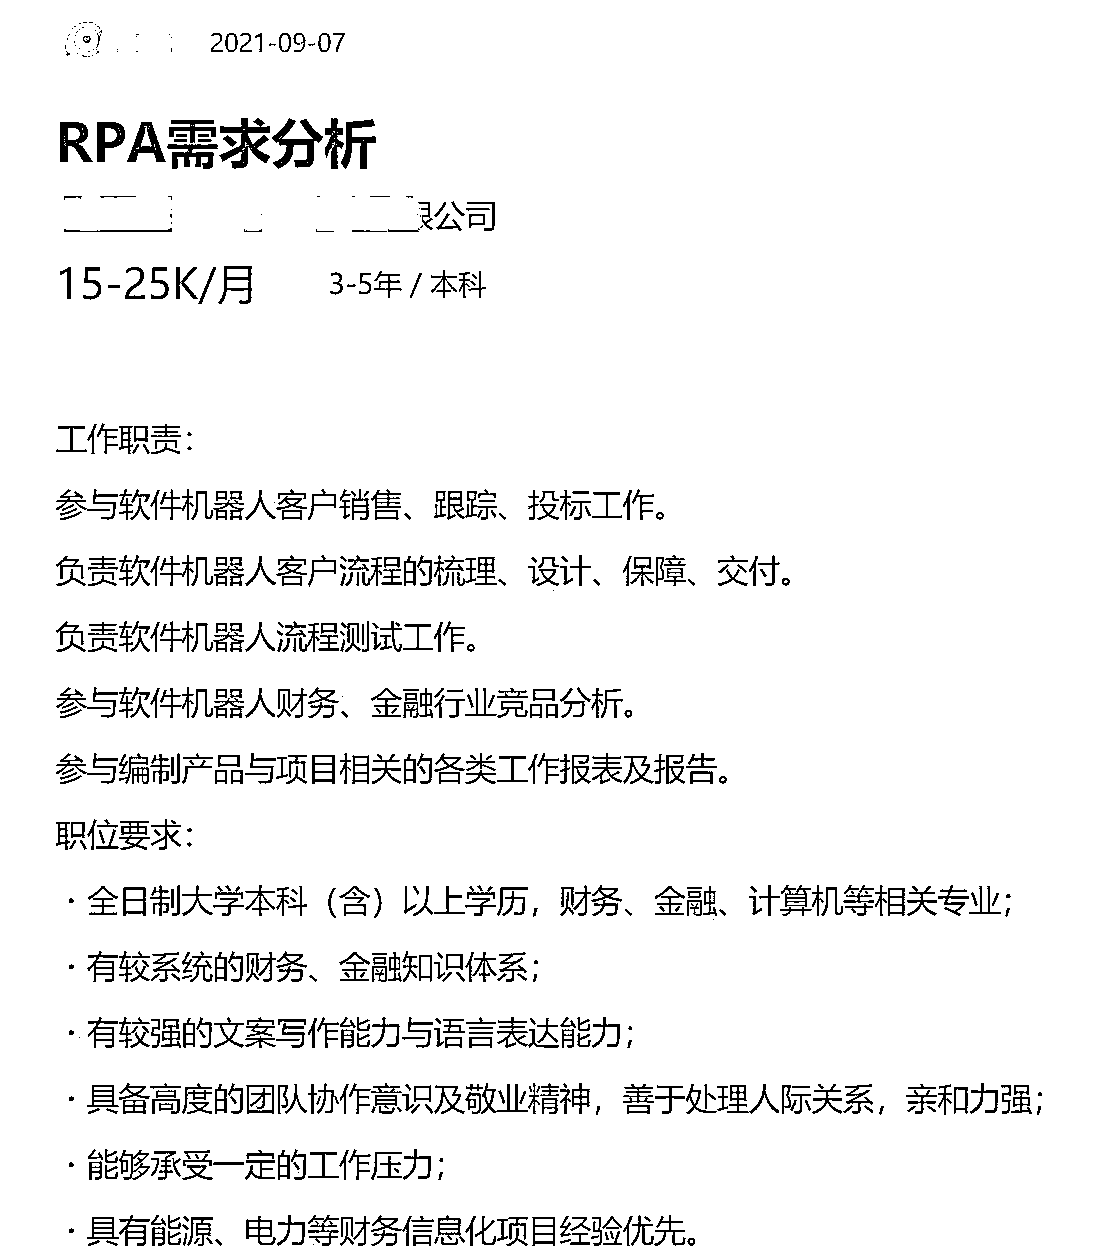 2021-09-07
RPA需求分析
限公司
15-25K/月 3-5年 / 本科
工作职责：
参与软件机器人客户销售、跟踪、投标工作。
负责软件机器人客户流程的梳理、设计、保障、交付。
负责软件机器人流程测试工作。
参与软件机器人财务、金融行业竞品分析。
参与编制产品与项目相关的各类工作报表及报告。
职位要求：
·全日制大学本科（含）以上学历，财务、金融、计算机等相关专业；
·有较系统的财务、金融知识体系；
·有较强的文案写作能力与语言表达能力；
·具备高度的团队协作意识及敬业精神，善于处理人际关系，亲和力强；
·能够承受一定的工作压力；
·具有能源、电力等财务信息化项目经验优先。